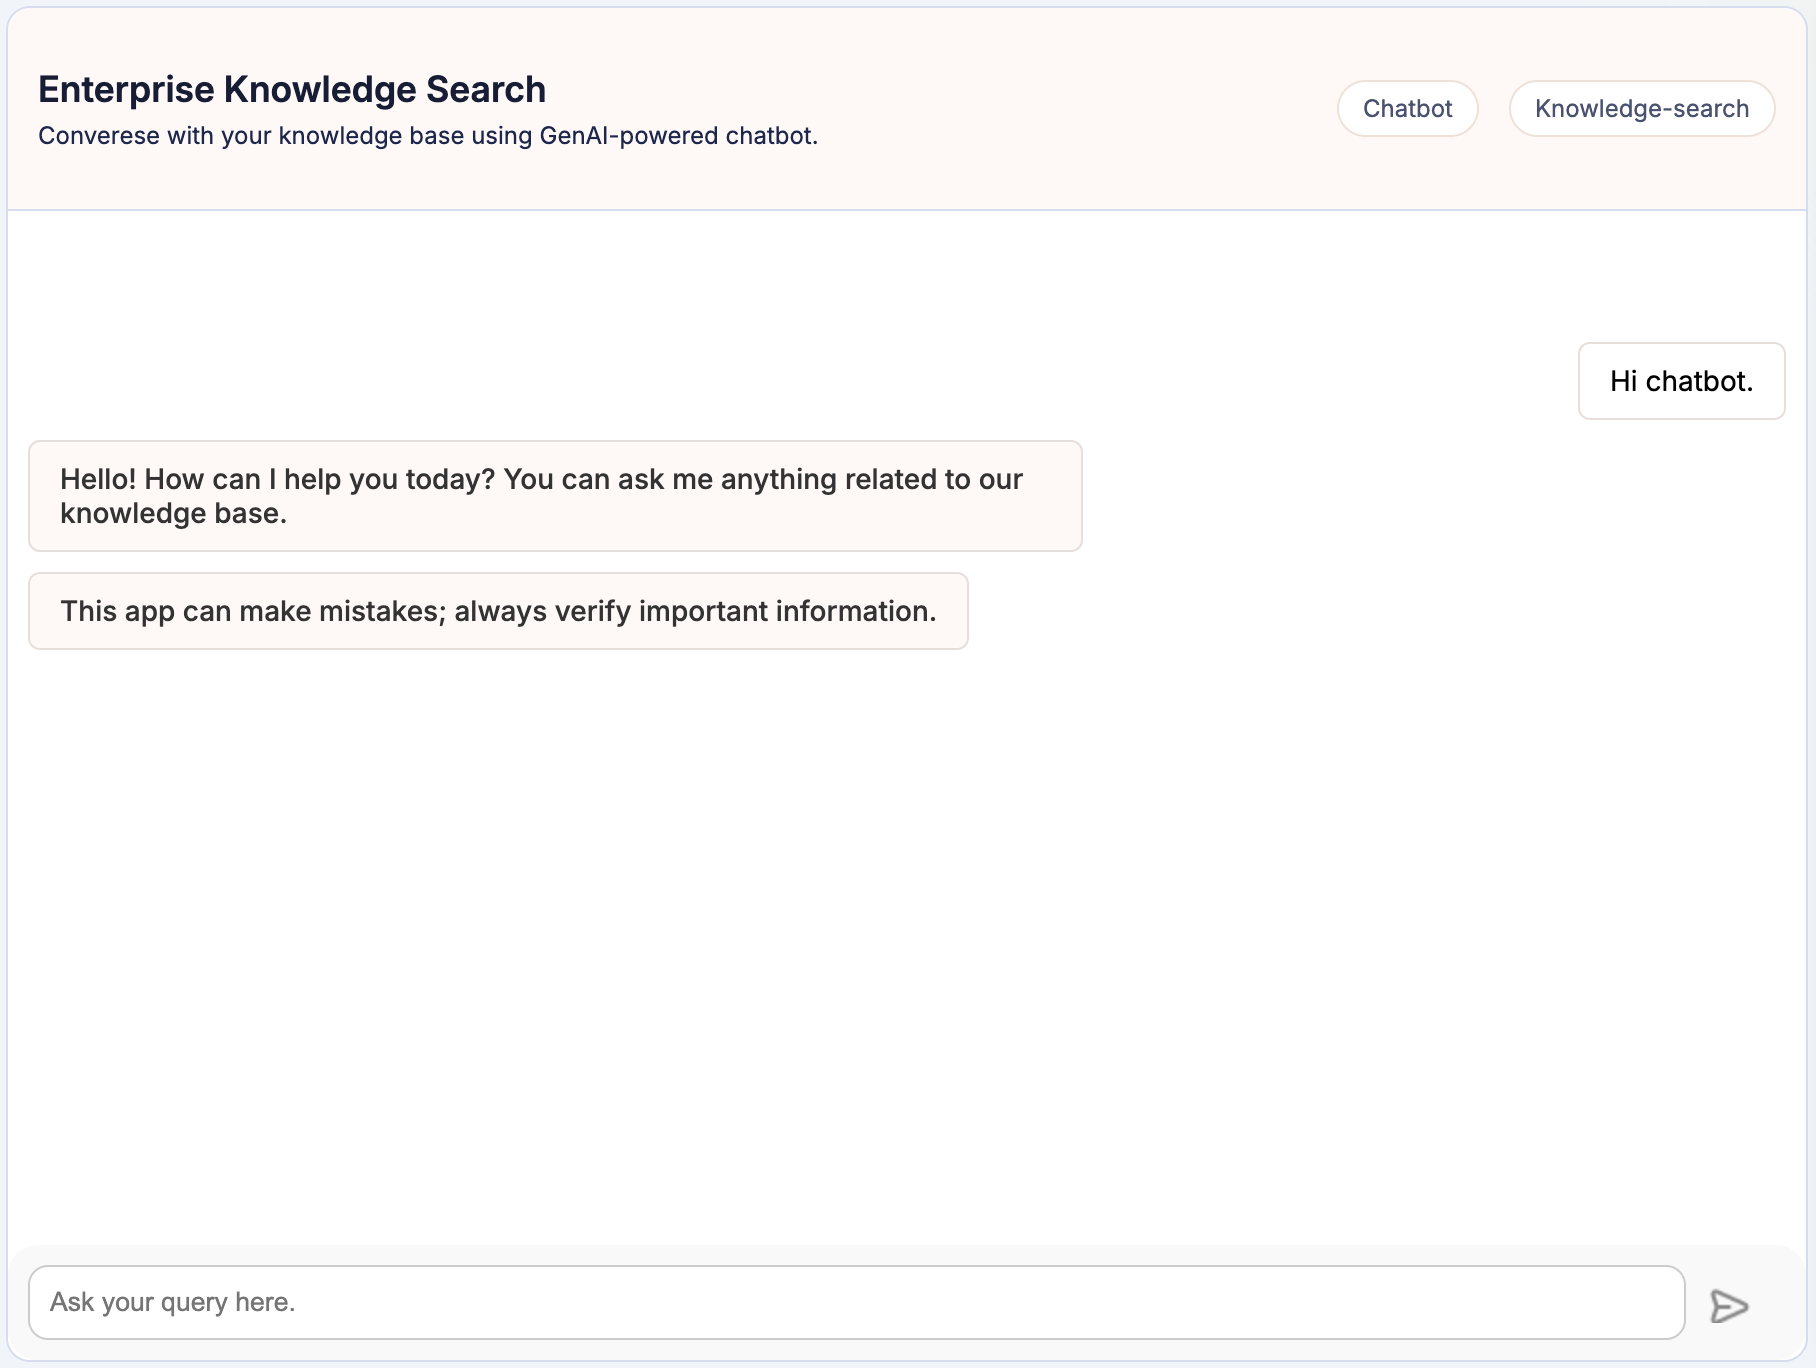 Enterprise Knowledge Search
Converese with your knowledge base using GenAI-powered chatbot.
Chatbot
Knowledge-search
Hi chatbot.
Hello! How can I help you today? You can ask me anything related to our
knowledge base.
This app can make mistakes; always verify important information.
Ask your query here.